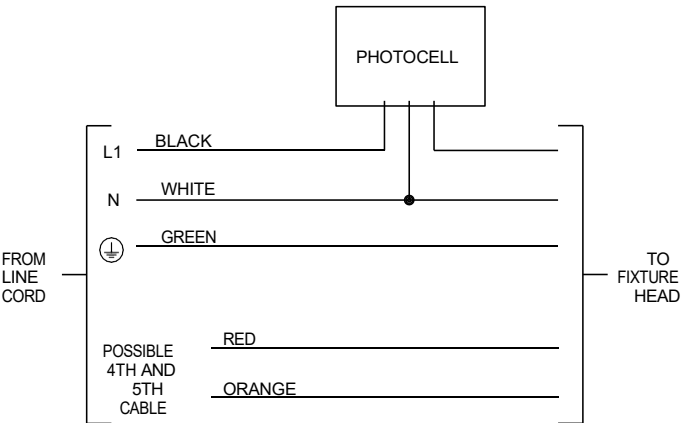 PHOTOCELL
L1
BLACK
N
WHITE
GREEN
FROM
LINE
CORD
TO
FIXTURE
HEAD
RED
POSSIBLE
4TH AND
5TH
CABLE
ORANGE